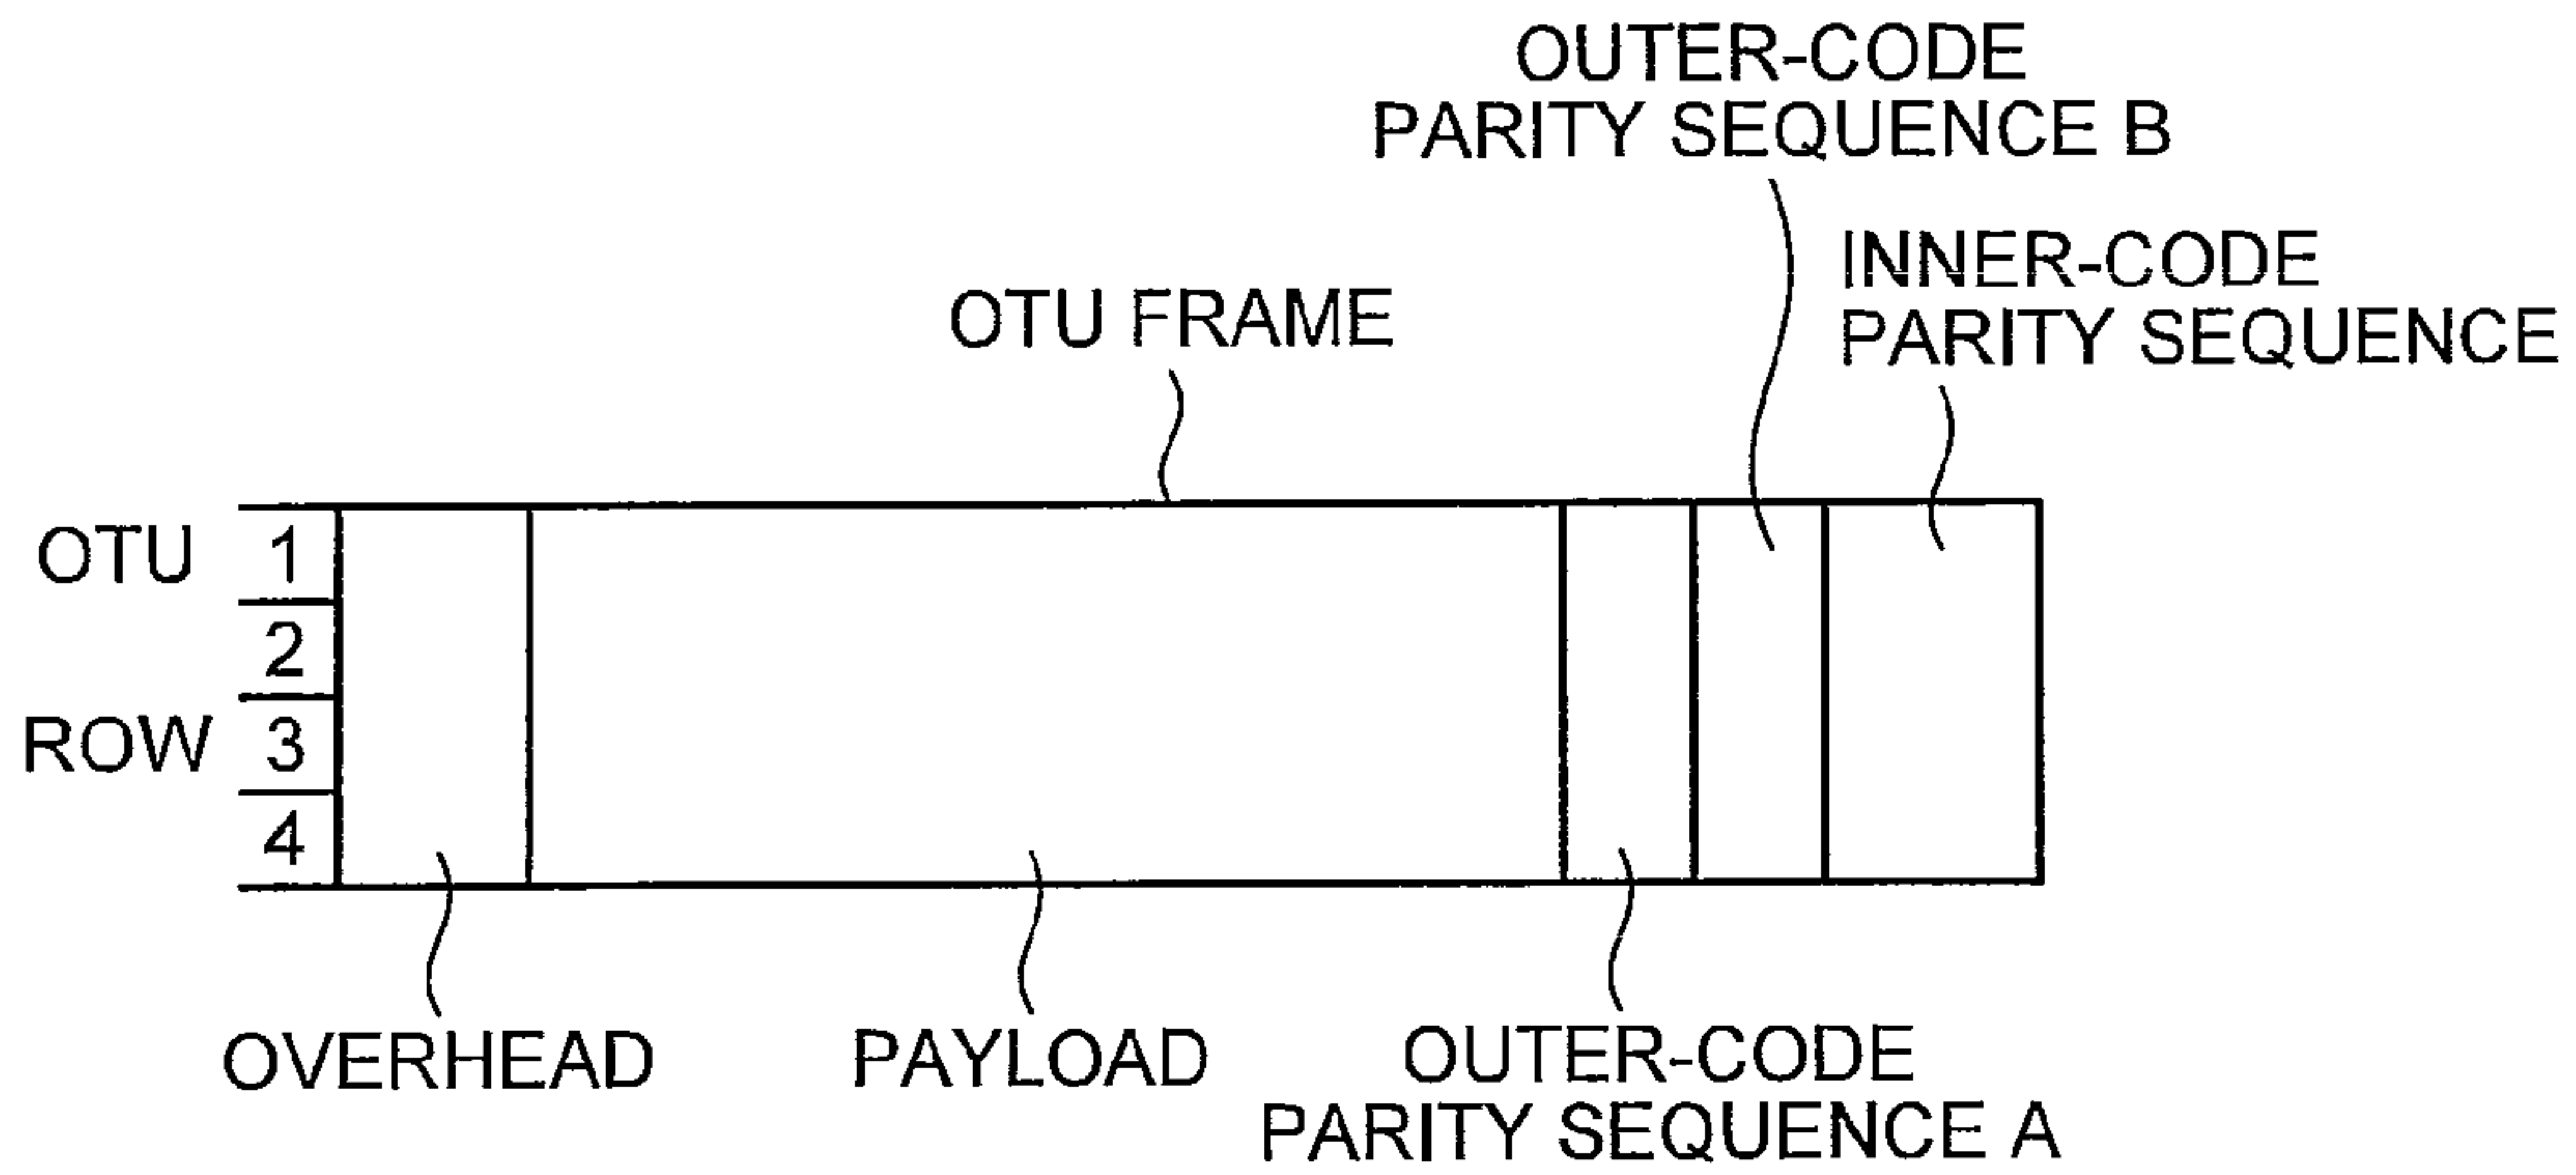 OUTER-CODE
PARITY SEQUENCE B
INNER-CODE
PARITY SEQUENCE
OTU FRAME
OTU
1
2
ROW
3
4
OVERHEAD
PAYLOAD
OUTER-CODE
PARITY SEQUENCE A